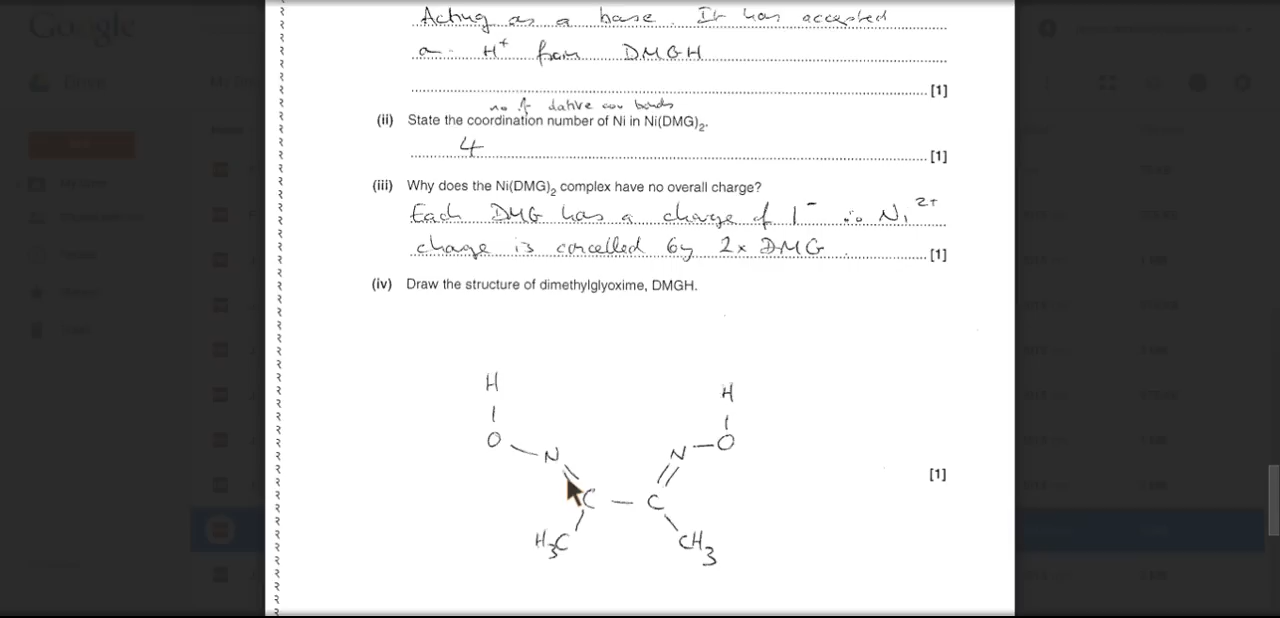 Google
Acting as a base. It has accepted
a H⁺ from DMGH
[1]
no of dative cov bonds
(ii) State the coordination number of Ni in Ni(DMG)₂.
4 [1]
(iii) Why does the Ni(DMG)₂ complex have no overall charge?
Each DMG has a charge of 1⁻ ∴ Ni²⁺
charge is cancelled by 2x DMG [1]
(iv) Draw the structure of dimethylglyoxime, DMGH.
H H
O N N O
[1]
C C
H₃C CH₃